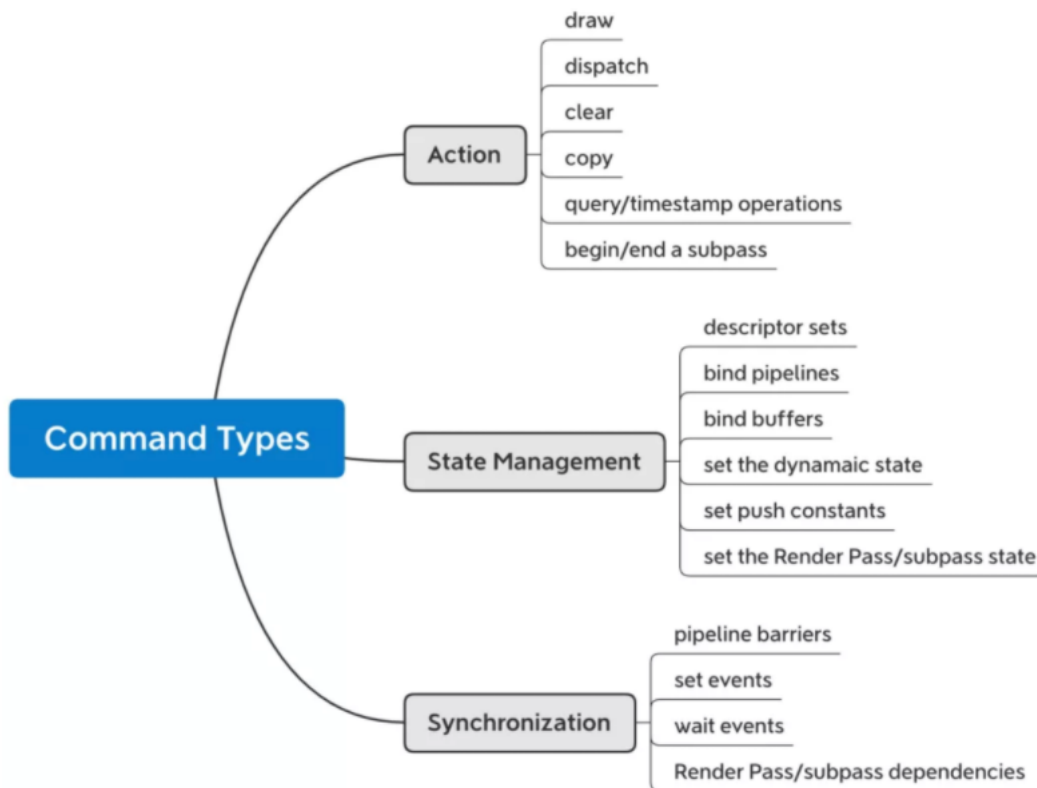 draw
dispatch
clear
copy
query/timestamp operations
begin/end a subpass
Action
descriptor sets
bind pipelines
bind buffers
set the dynamaic state
set push constants
set the Render Pass/subpass state
State Management
Command Types
pipeline barriers
set events
wait events
Render Pass/subpass dependencies
Synchronization